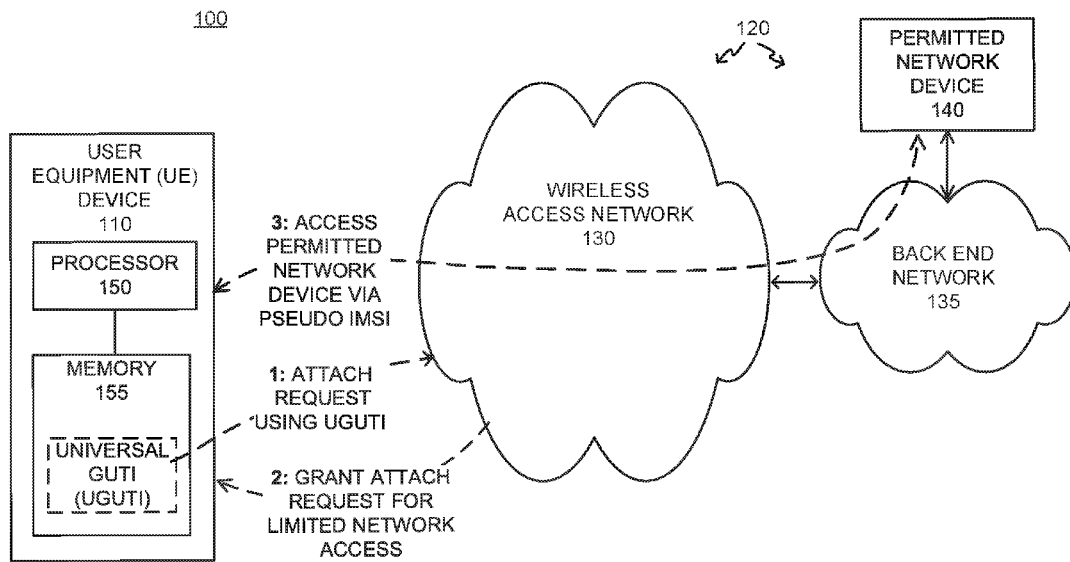 100
120
PERMITTED
NETWORK
DEVICE
140
USER
EQUIPMENT (UE)
DEVICE
110
PROCESSOR
150
MEMORY
155
UNIVERSAL
GUTI
(UGUTI)
3: ACCESS
PERMITTED
NETWORK
DEVICE VIA
PSEUDO IMSI
1: ATTACH
REQUEST
USING UGUTI
2: GRANT ATTACH
REQUEST FOR
LIMITED NETWORK
ACCESS
WIRELESS
ACCESS NETWORK
130
BACK END
NETWORK
135